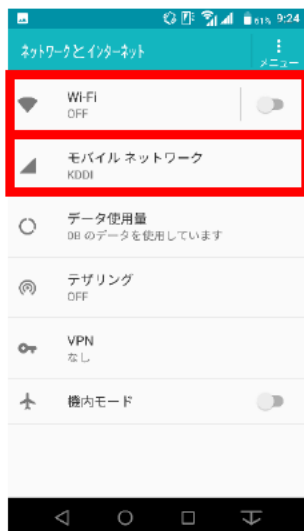 61% 9:24
ネットワークとインターネット
メニュー
Wi-Fi
OFF
モバイル ネットワーク
KDDI
データ使用量
0B のデータを使用しています
テザリング
OFF
VPN
なし
機内モード